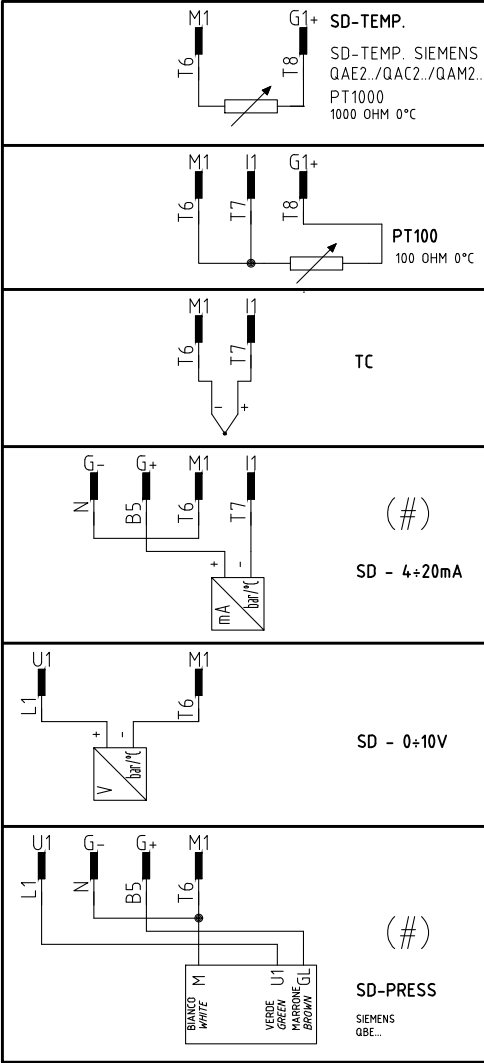 M1 G1+ SD-TEMP.
T6 T8 SD-TEMP. SIEMENS
QAE2../QAC2../QAM2..
PT1000
1000 OHM 0°C
M1 I1 G1+
T6 T7 T8
PT100
100 OHM 0°C
M1 I1
T6 T7
TC
- +
G- G+ M1 I1
N B5 T6 T7
(#)
+ -
mA bar/°C
SD - 4÷20mA
U1 M1
L1 T6
+ -
V bar/°C
SD - 0÷10V
U1 G- G+ M1
L1 N B5 T6
(#)
M U1 GL
BIANCO VERDE MARRONE
WHITE GREEN BROWN
SD-PRESS
SIEMENS
QBE...